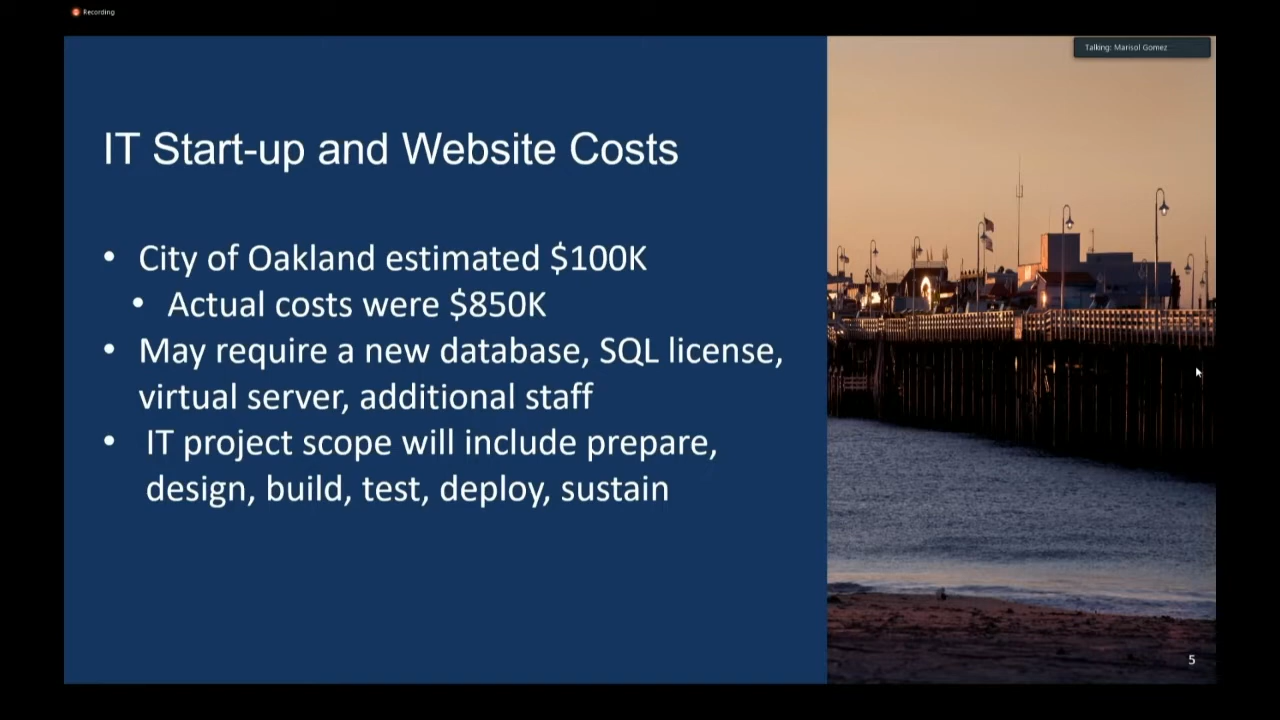 Recording
Talking: Marisol Gomez
IT Start-up and Website Costs
• City of Oakland estimated $100K
• Actual costs were $850K
• May require a new database, SQL license,
virtual server, additional staff
• IT project scope will include prepare,
design, build, test, deploy, sustain
5